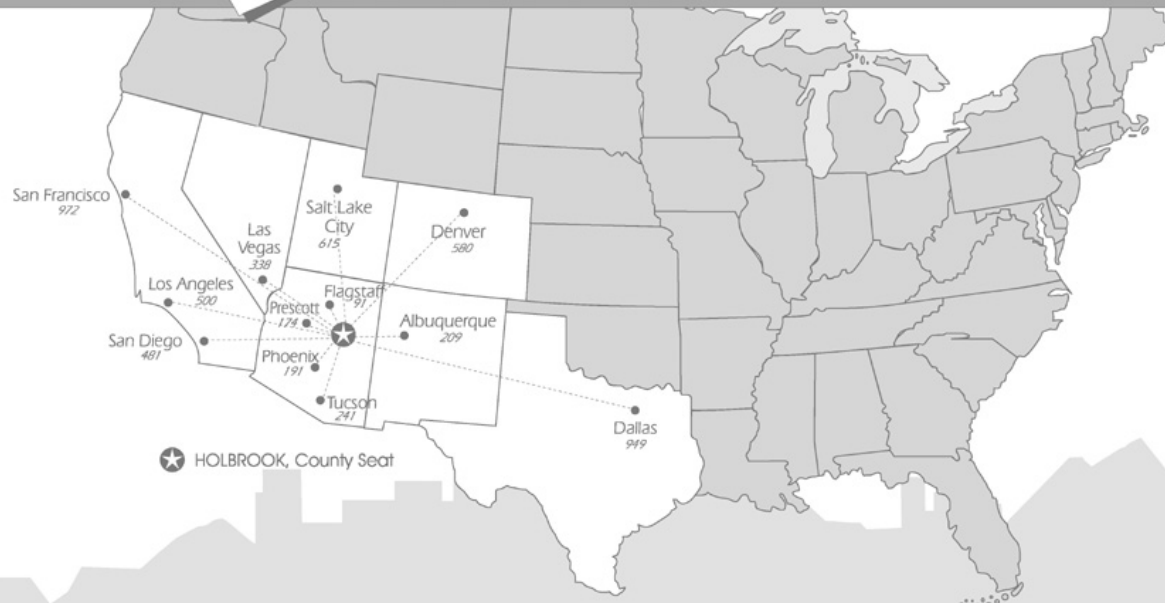 San Francisco
972
Salt Lake
City
615
Denver
580
Las
Vegas
338
Los Angeles
500
Flagstaff
91
Prescott
174
Albuquerque
209
San Diego
481
Phoenix
191
Tucson
241
Dallas
949
HOLBROOK, County Seat